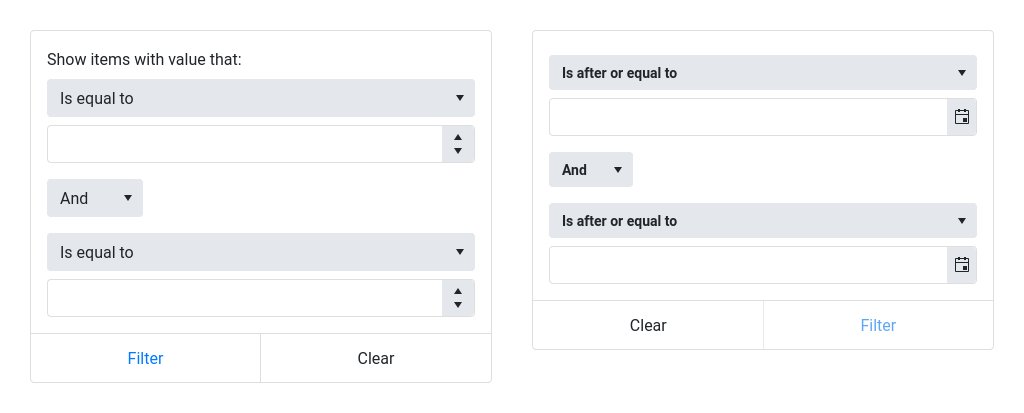 Show items with value that:
Is equal to
And
Is equal to
Filter
Clear
Is after or equal to
And
Is after or equal to
Clear
Filter